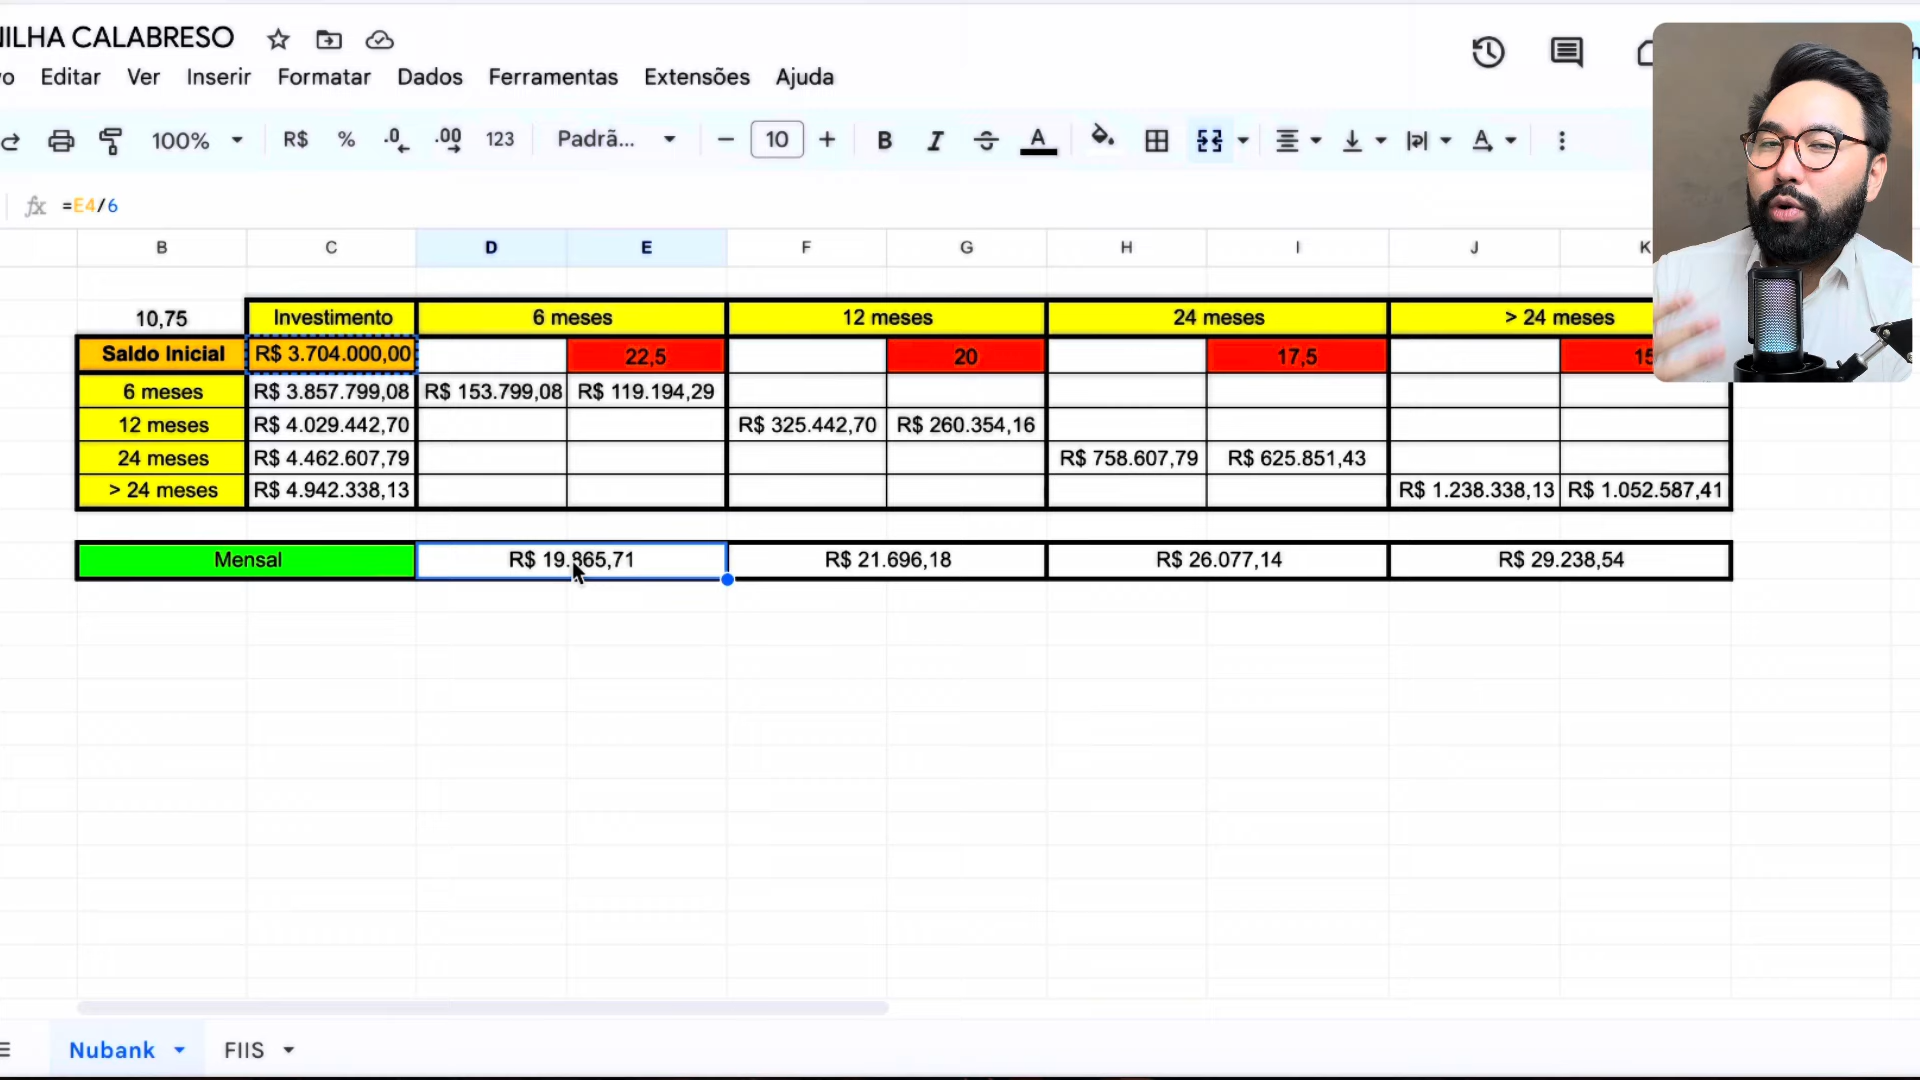 NILHA CALABRESO
vo Editar Ver Inserir Formatar Dados Ferramentas Extensões Ajuda
100% R$ % .0 .00 123 Padrã... − 10 + B I A A
fx =E4/6
B C D E F G H I J K
10,75 Investimento 6 meses 12 meses 24 meses > 24 meses
Saldo Inicial R$ 3.704.000,00 22,5 20 17,5 15
6 meses R$ 3.857.799,08 R$ 153.799,08 R$ 119.194,29
12 meses R$ 4.029.442,70 R$ 325.442,70 R$ 260.354,16
24 meses R$ 4.462.607,79 R$ 758.607,79 R$ 625.851,43
> 24 meses R$ 4.942.338,13 R$ 1.238.338,13 R$ 1.052.587,41
Mensal R$ 19.865,71 R$ 21.696,18 R$ 26.077,14 R$ 29.238,54
Nubank FIIS